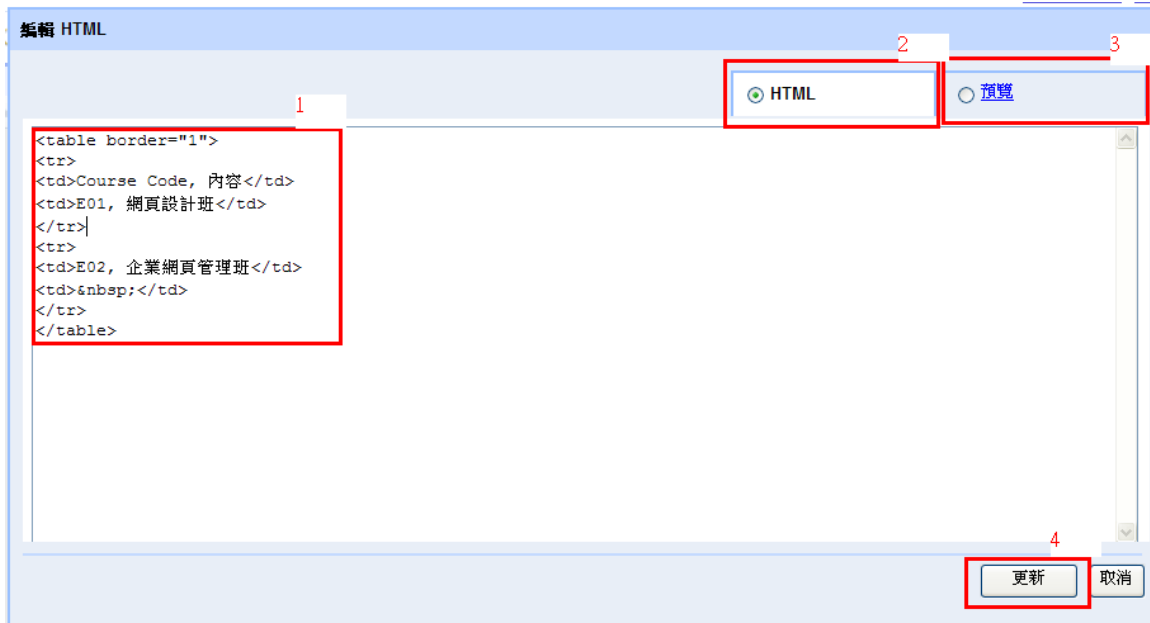 編輯 HTML
2
3
HTML
預覽
1
<table border="1">
<tr>
<td>Course Code, 內容</td>
<td>E01, 網頁設計班</td>
</tr>
<tr>
<td>E02, 企業網頁管理班</td>
<td>&nbsp;</td>
</tr>
</table>
4
更新
取消